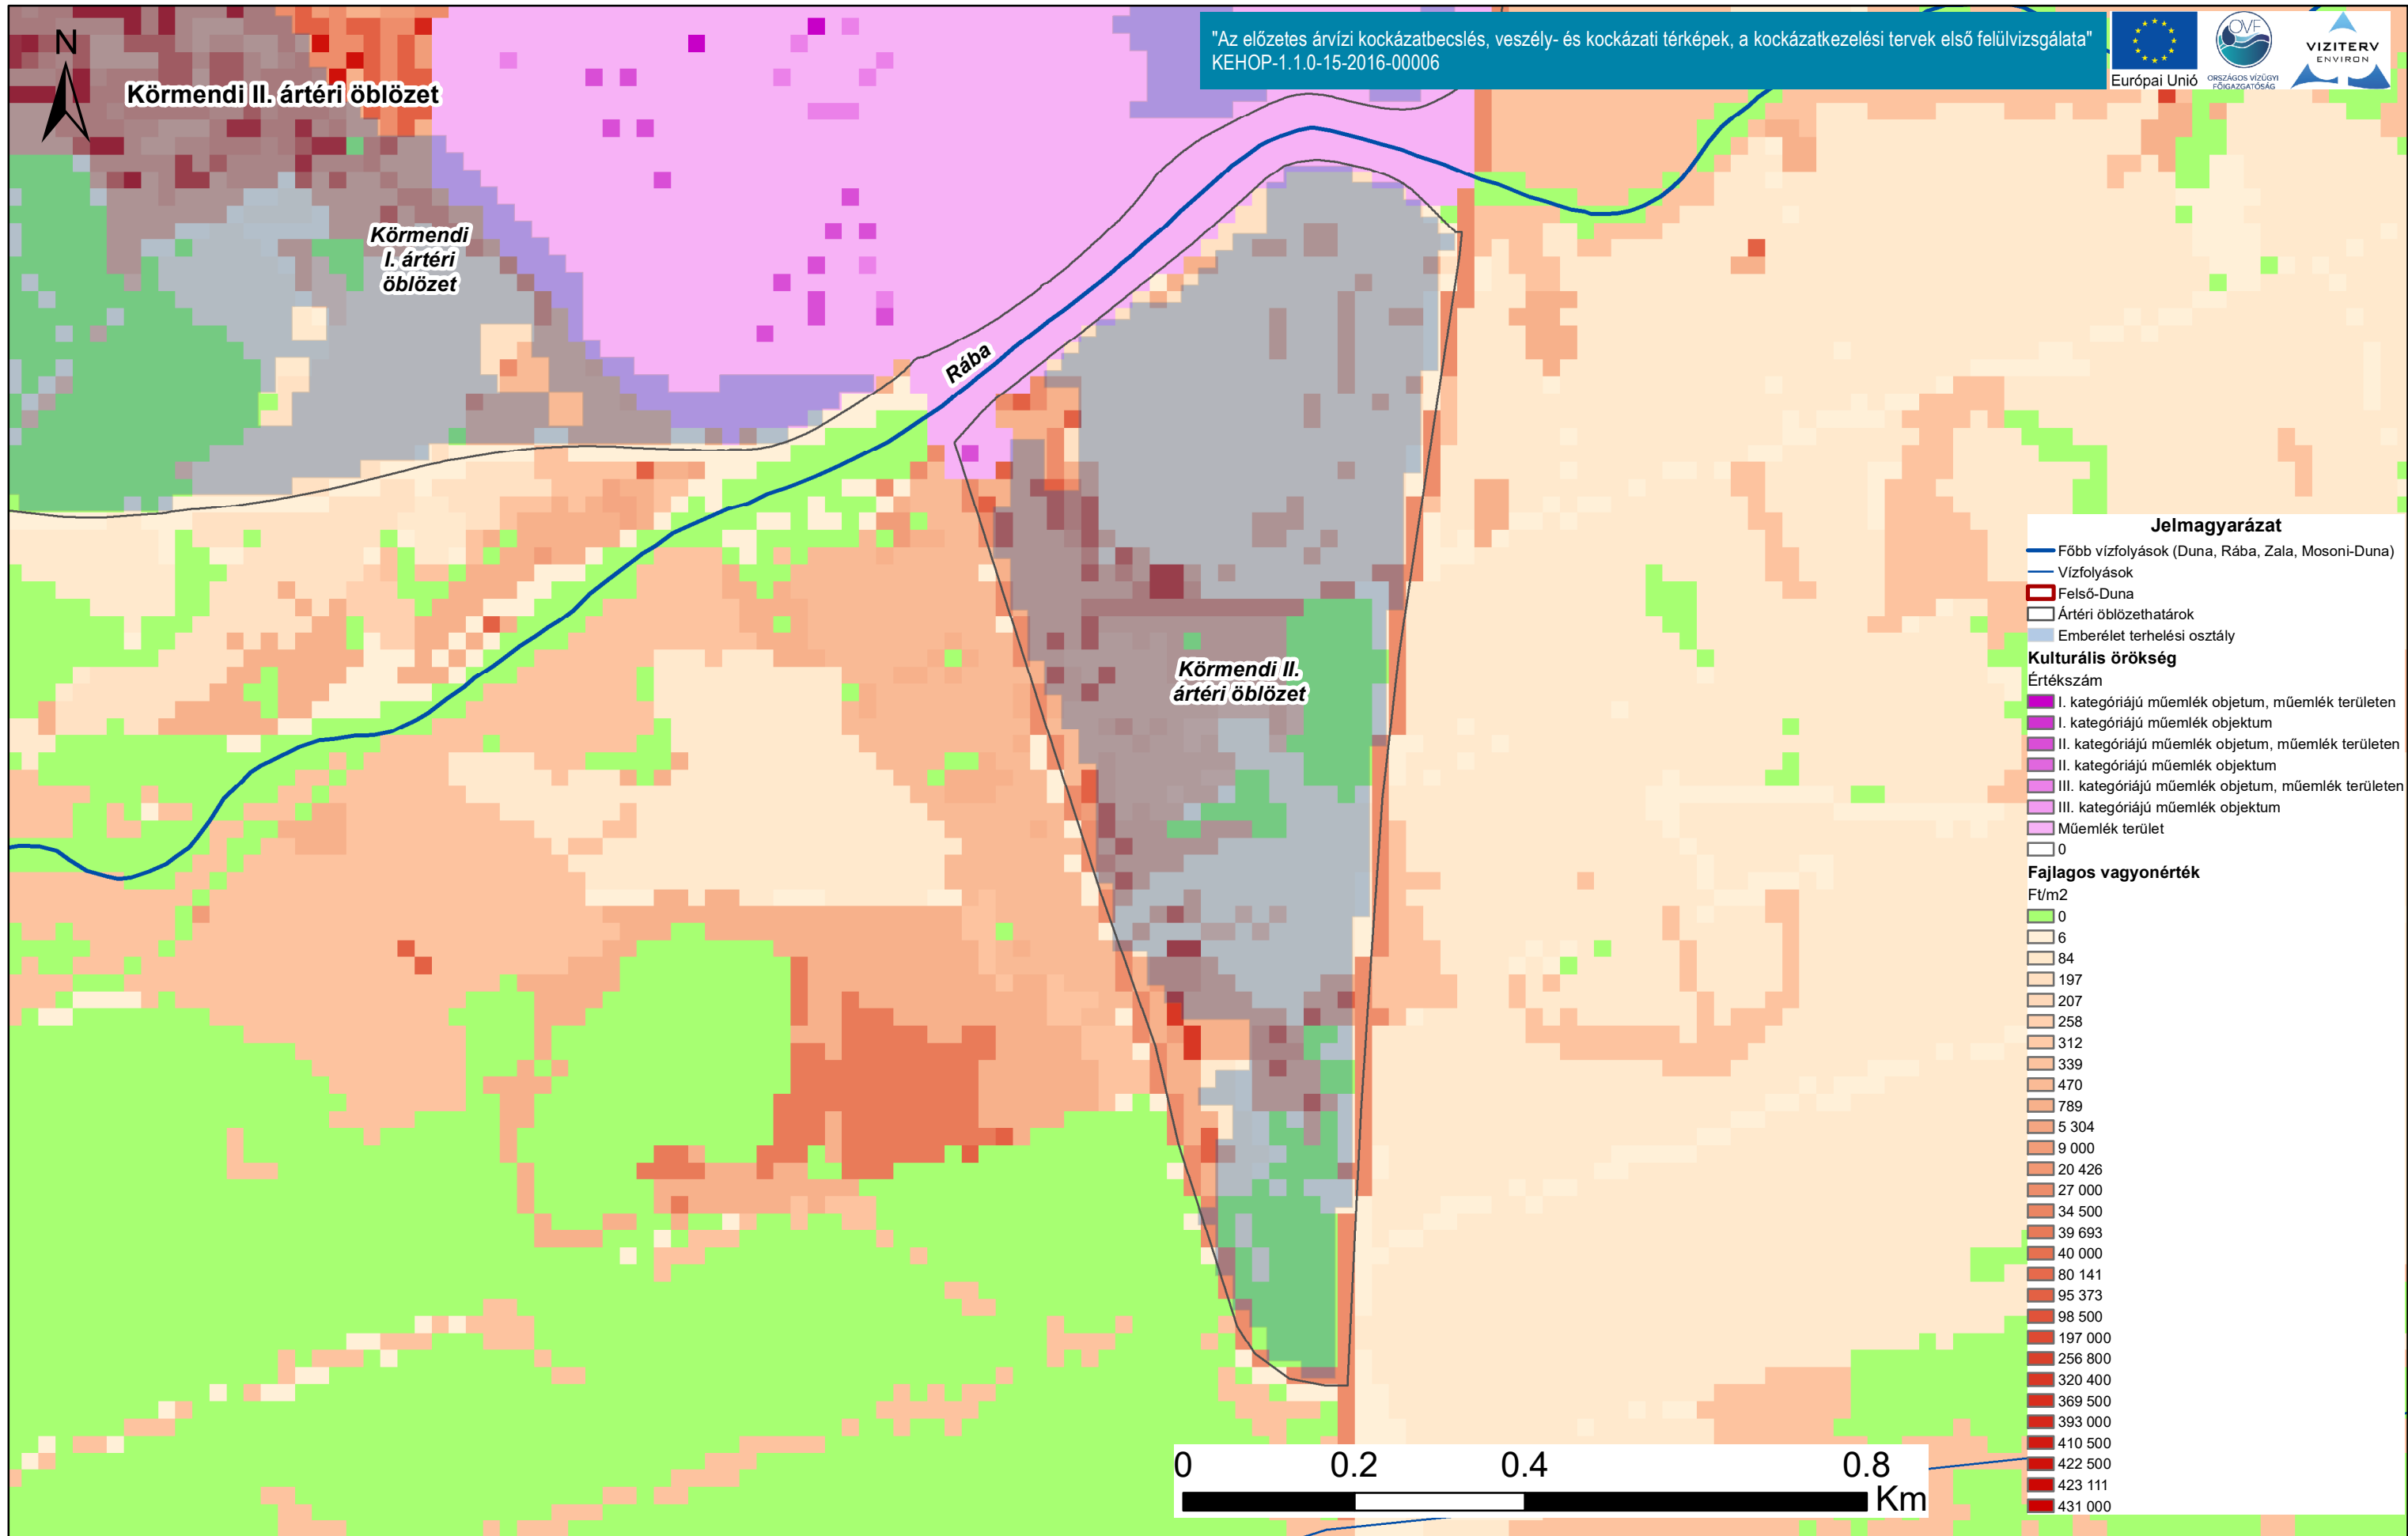 "Az előzetes árvízi kockázatbecslés, veszély- és kockázati térképek, a kockázatkezelési tervek első felülvizsgálata"
KEHOP-1.1.0-15-2016-00006
Európai Unió
OVF
ORSZÁGOS VÍZÜGYI
FŐIGAZGATÓSÁG
VIZITERV
ENVIRON
N
Körmendi II. ártéri öblözet
Körmendi
I. ártéri
öblözet
Rába
Körmendi II.
ártéri öblözet
Jelmagyarázat
Főbb vízfolyások (Duna, Rába, Zala, Mosoni-Duna)
Vízfolyások
Felső-Duna
Ártéri öblözethatárok
Emberélet terhelési osztály
Kulturális örökség
Értékszám
I. kategóriájú műemlék objetum, műemlék területen
I. kategóriájú műemlék objektum
II. kategóriájú műemlék objetum, műemlék területen
II. kategóriájú műemlék objektum
III. kategóriájú műemlék objetum, műemlék területen
III. kategóriájú műemlék objektum
Műemlék terület
0
Fajlagos vagyonérték
Ft/m2
0
6
84
197
207
258
312
339
470
789
5 304
9 000
20 426
27 000
34 500
39 693
40 000
80 141
95 373
98 500
197 000
256 800
320 400
369 500
393 000
410 500
422 500
423 111
431 000
0 0.2 0.4 0.8
Km